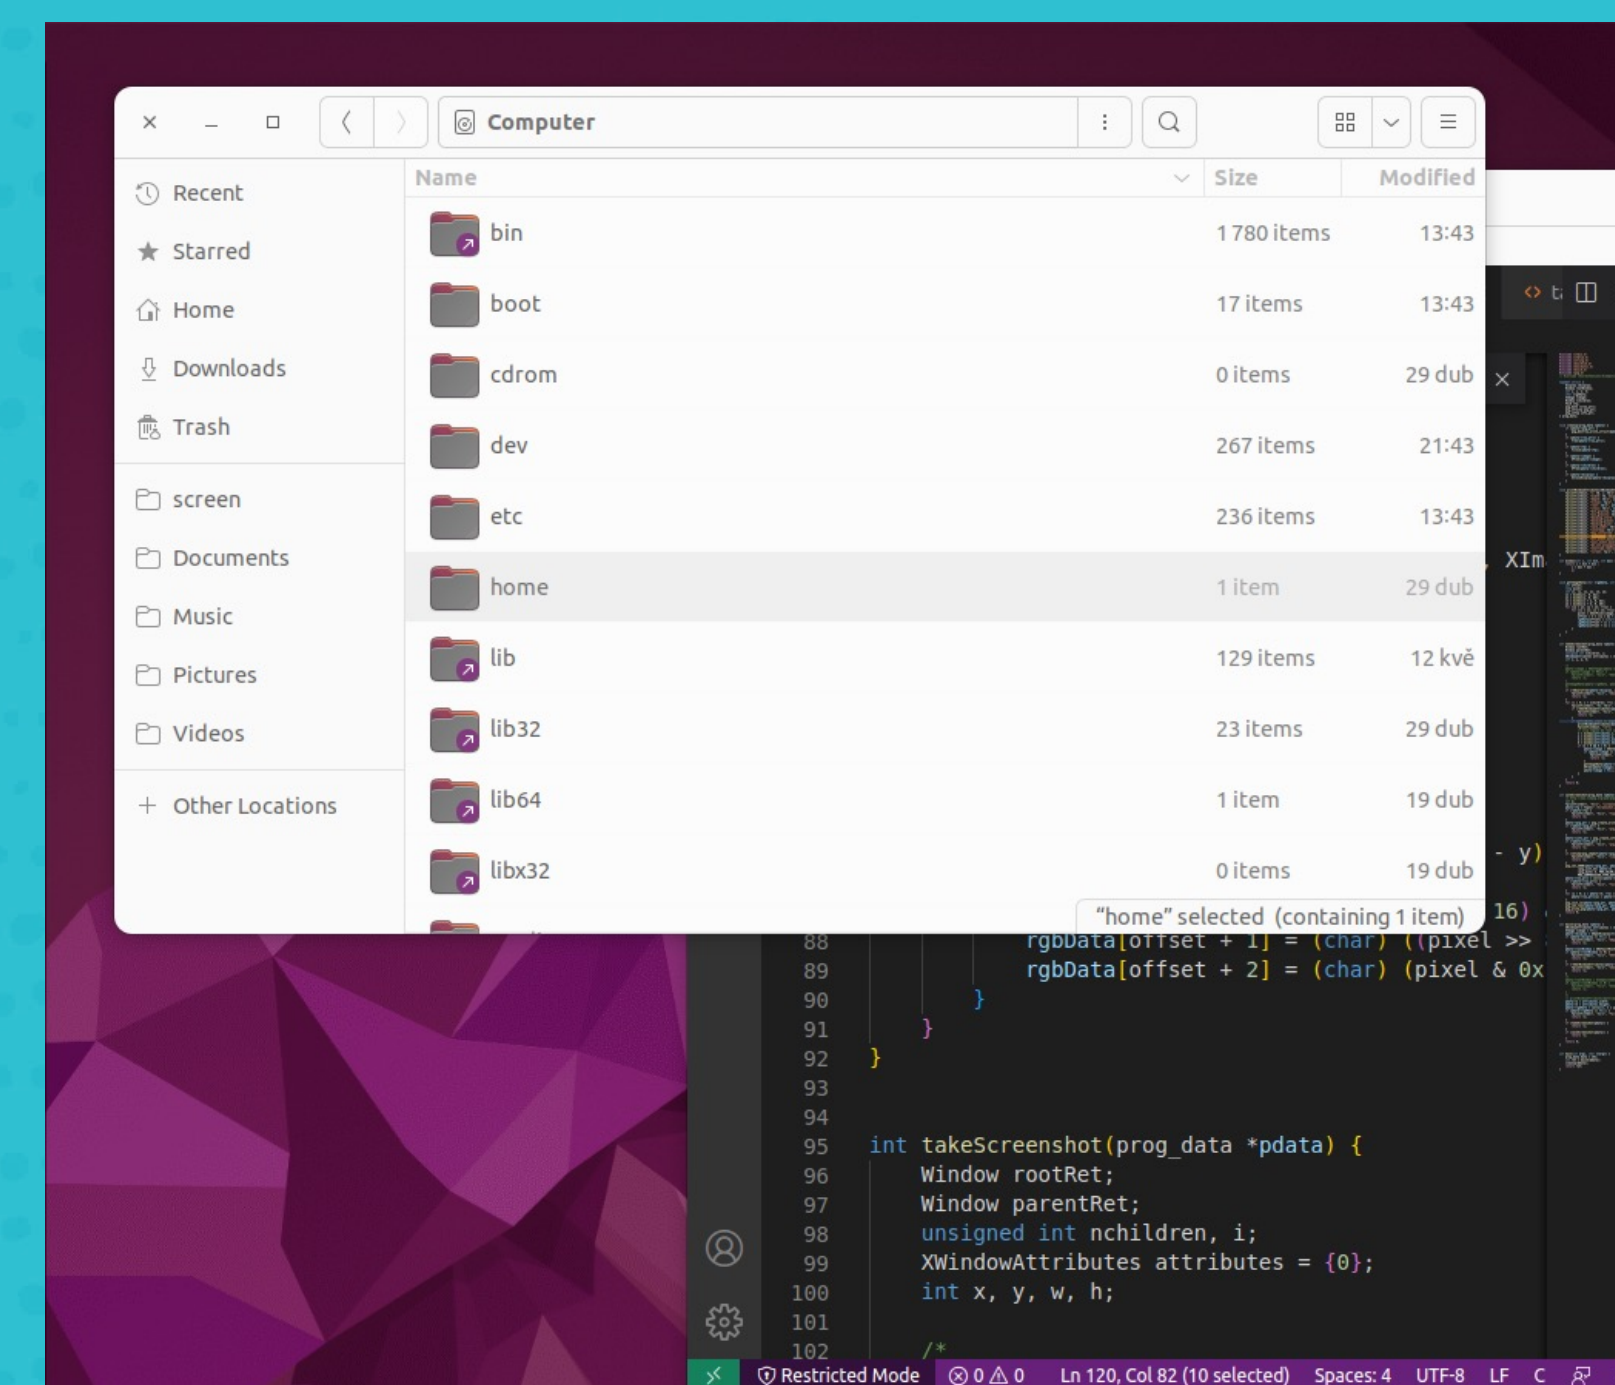 Computer
Name Size Modified
Recent
Starred
Home
Downloads
Trash
screen
Documents
Music
Pictures
Videos
Other Locations
bin 1 780 items 13:43
boot 17 items 13:43
cdrom 0 items 29 dub
dev 267 items 21:43
etc 236 items 13:43
home 1 item 29 dub
lib 129 items 12 kvě
lib32 23 items 29 dub
lib64 1 item 19 dub
libx32 0 items 19 dub
“home” selected (containing 1 item)
, XIm
- y)
16)
88 rgbData[offset + 1] = (char) ((pixel >>
89 rgbData[offset + 2] = (char) (pixel & 0x
90 }
91 }
92 }
93
94
95 int takeScreenshot(prog_data *pdata) {
96 Window rootRet;
97 Window parentRet;
98 unsigned int nchildren, i;
99 XWindowAttributes attributes = {0};
100 int x, y, w, h;
101
102 /*
Restricted Mode 0 0 Ln 120, Col 82 (10 selected) Spaces: 4 UTF-8 LF C